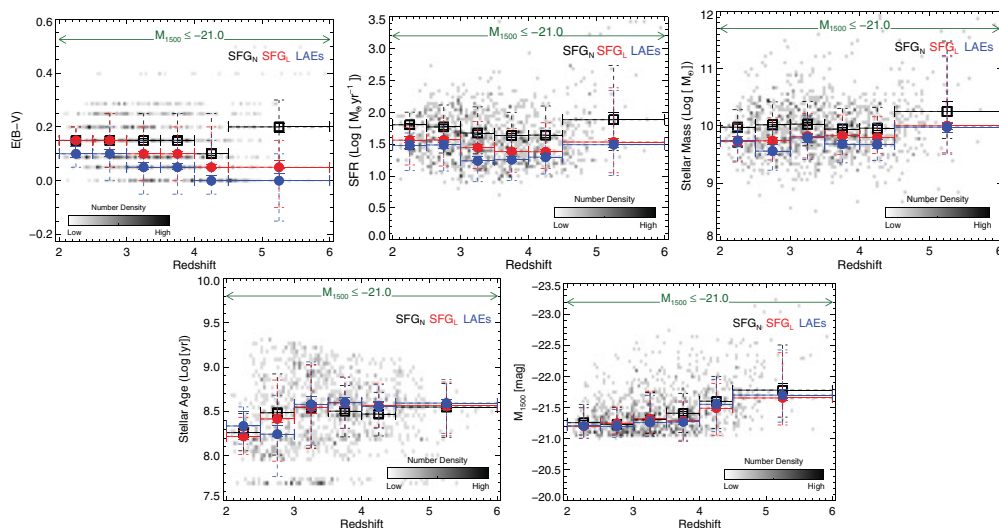 M1500 ≤ −21.0
SFGN SFGL LAEs
E(B−V)
0.6
0.4
0.2
0.0
−0.2
Number Density
Low High
2 3 4 5 6
Redshift
M1500 ≤ −21.0
SFGN SFGL LAEs
SFR (Log [ M⊙ yr−1 ])
3.5
3.0
2.5
2.0
1.5
1.0
0.5
0.0
Number Density
Low High
2 3 4 5 6
Redshift
M1500 ≤ −21.0
SFGN SFGL LAEs
Stellar Mass (Log [ M⊙ ])
12
11
10
9
8
Number Density
Low High
2 3 4 5 6
Redshift
M1500 ≤ −21.0
SFGN SFGL LAEs
Stellar Age (Log [yr])
10.0
9.5
9.0
8.5
8.0
7.5
Number Density
Low High
2 3 4 5 6
Redshift
M1500 ≤ −21.0
SFGN SFGL LAEs
M1500 [mag]
−23.5
−23.0
−22.5
−22.0
−21.5
−21.0
−20.5
−20.0
Number Density
Low High
2 3 4 5 6
Redshift